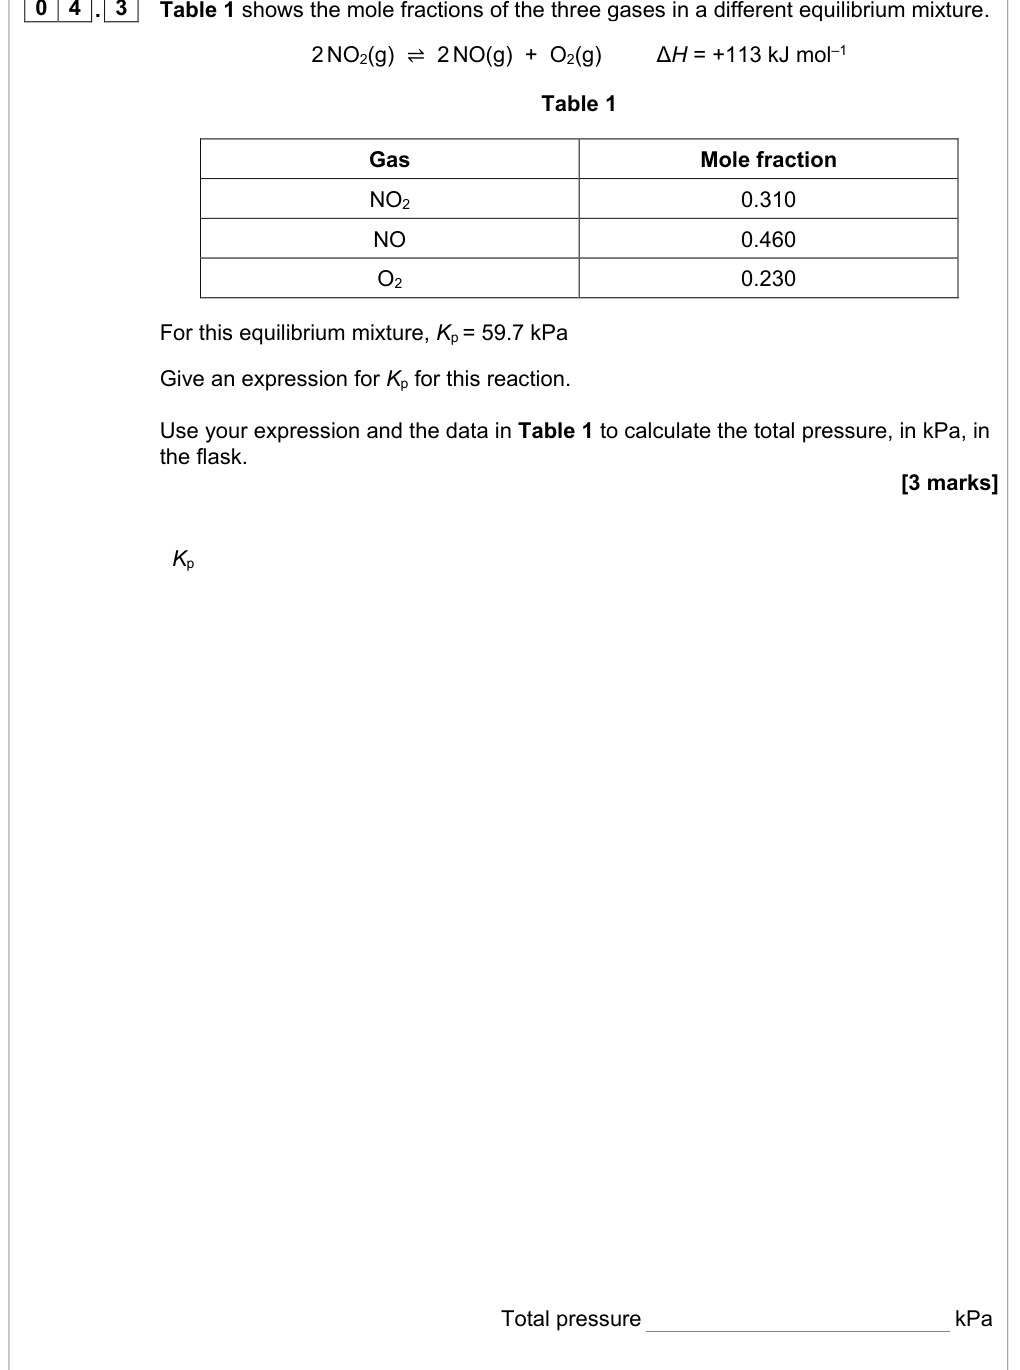 0 4 . 3 Table 1 shows the mole fractions of the three gases in a different equilibrium mixture.
2 NO₂(g) ⇌ 2 NO(g) + O₂(g) ΔH = +113 kJ mol⁻¹
Table 1
Gas Mole fraction
NO₂ 0.310
NO 0.460
O₂ 0.230
For this equilibrium mixture, Kₚ = 59.7 kPa
Give an expression for Kₚ for this reaction.
Use your expression and the data in Table 1 to calculate the total pressure, in kPa, in
the flask.
[3 marks]
Kₚ
Total pressure kPa